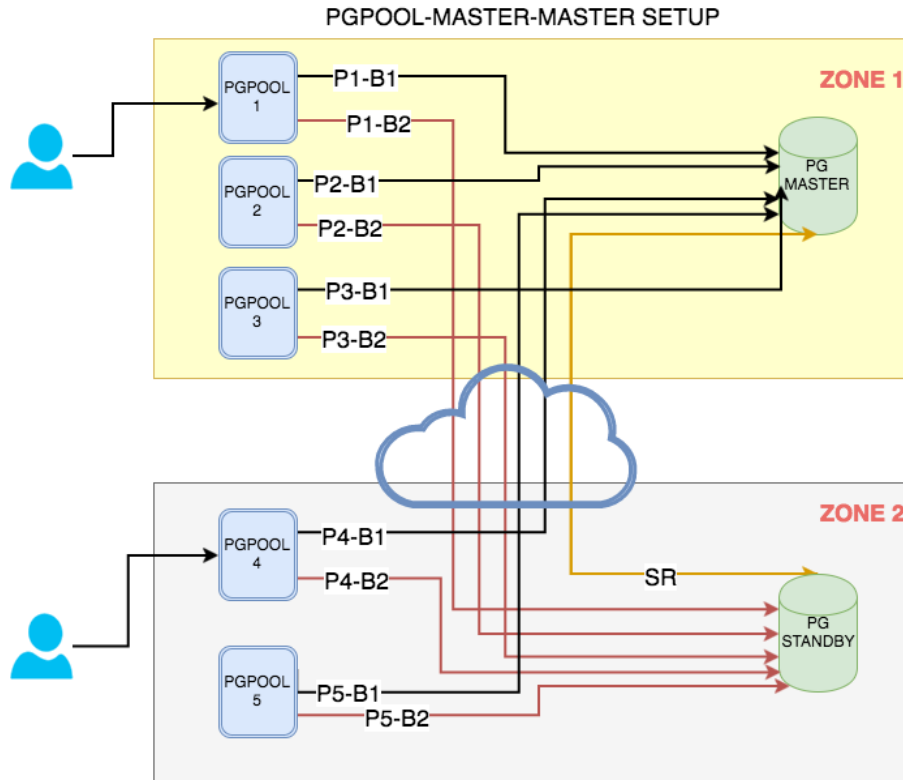 PGPOOL-MASTER-MASTER SETUP
ZONE 1
PGPOOL
1
P1-B1
P1-B2
PG
MASTER
PGPOOL
2
P2-B1
P2-B2
PGPOOL
3
P3-B1
P3-B2
ZONE 2
PGPOOL
4
P4-B1
P4-B2
SR
PG
STANDBY
PGPOOL
5
P5-B1
P5-B2